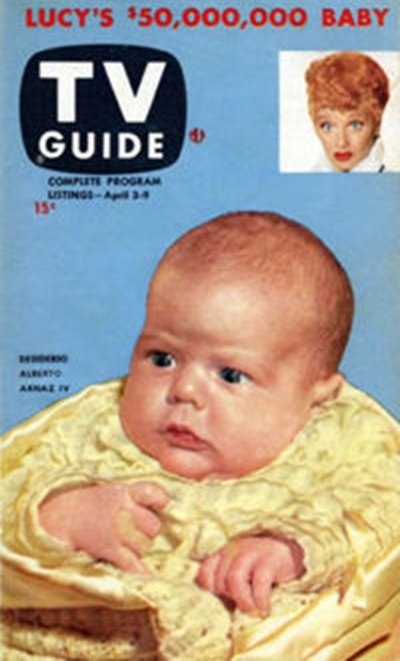 LUCY'S $50,000,000 BABY
TV
GUIDE
COMPLETE PROGRAM
LISTINGS—April 3-9
15¢
DESIDERIO
ALBERTO
ARNAZ IV